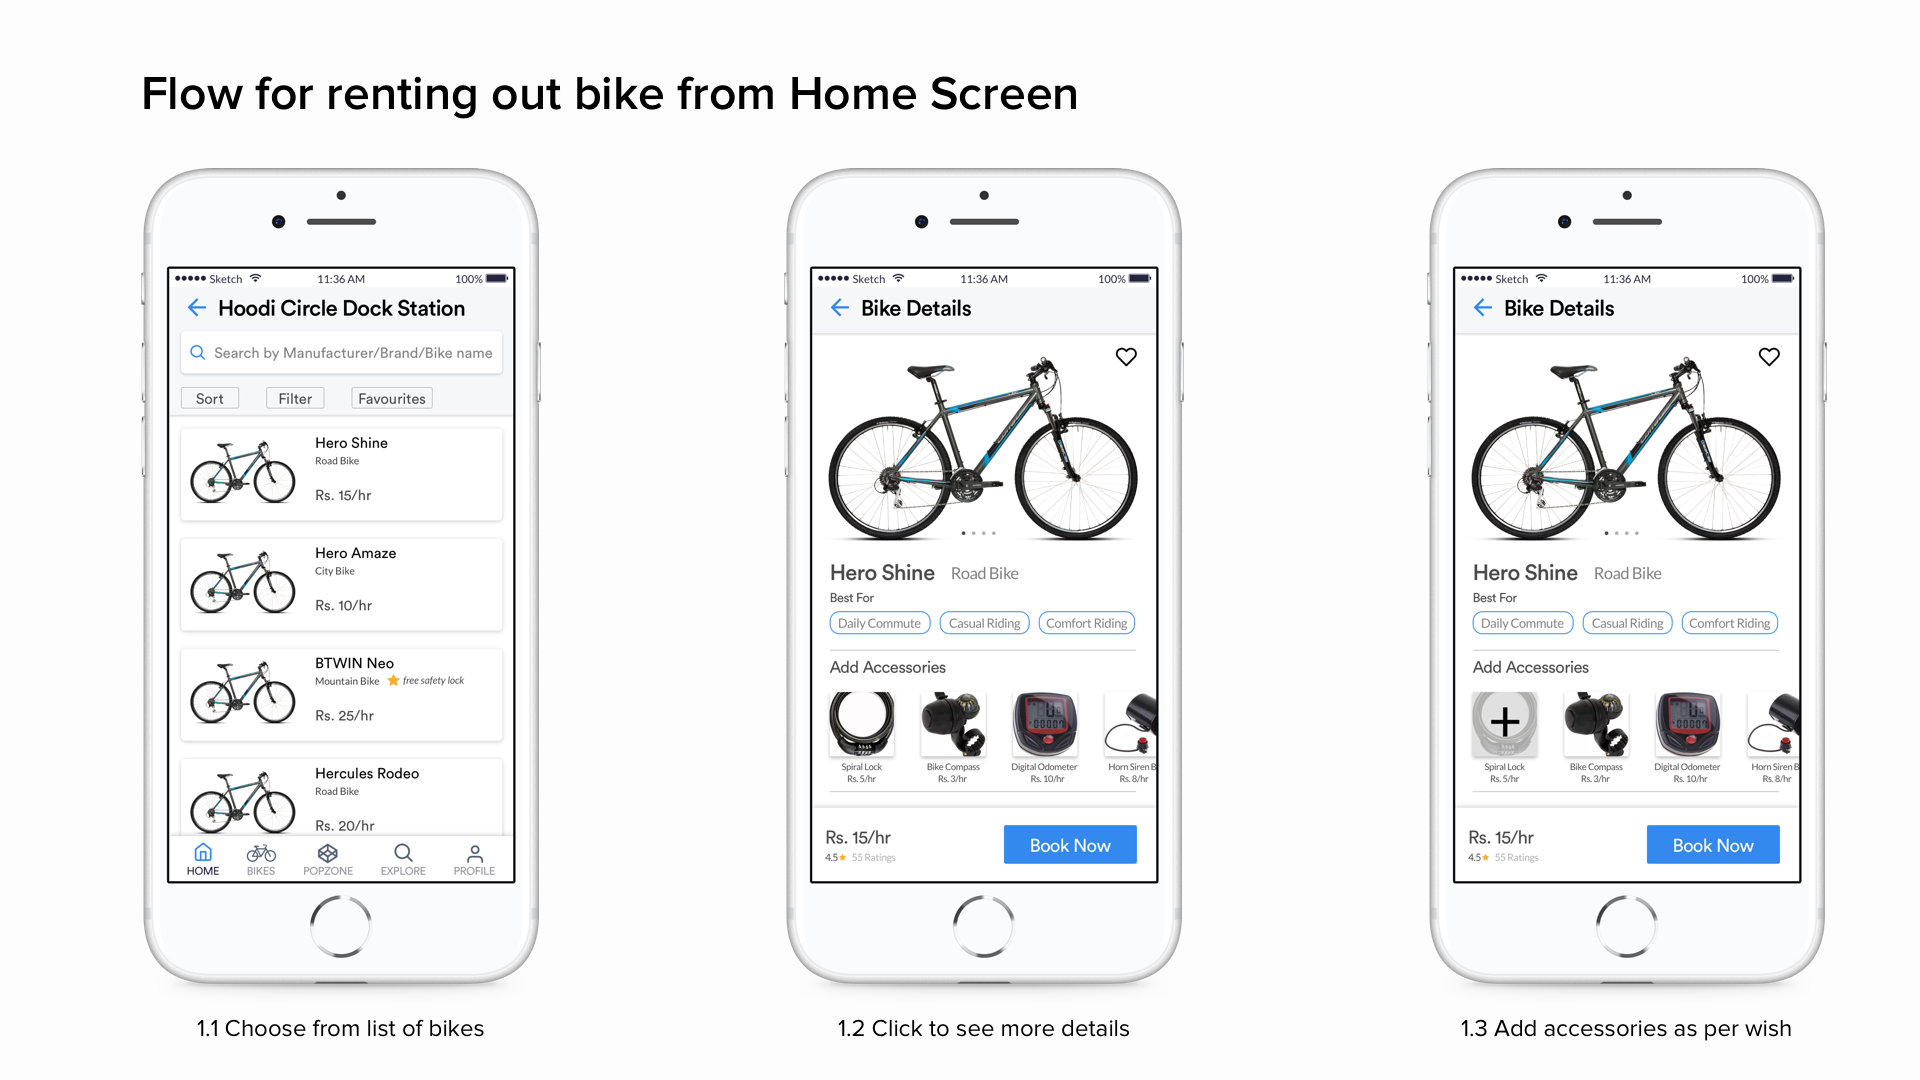 Flow for renting out bike from Home Screen
Sketch 11:36 AM 100%
Hoodi Circle Dock Station
Search by Manufacturer/Brand/Bike name
Sort Filter Favourites
Hero Shine
Road Bike
Rs. 15/hr
Hero Amaze
City Bike
Rs. 10/hr
BTWIN Neo
Mountain Bike free safety lock
Rs. 25/hr
Hercules Rodeo
Road Bike
Rs. 20/hr
HOME BIKES POPZONE EXPLORE PROFILE
1.1 Choose from list of bikes
Sketch 11:36 AM 100%
Bike Details
Hero Shine Road Bike
Best For
Daily Commute Casual Riding Comfort Riding
Add Accessories
Spiral Lock Bike Compass Digital Odometer Horn Siren B
Rs. 5/hr Rs. 3/hr Rs. 10/hr Rs. 8/hr
Rs. 15/hr
4.5 55 Ratings
Book Now
1.2 Click to see more details
Sketch 11:36 AM 100%
Bike Details
Hero Shine Road Bike
Best For
Daily Commute Casual Riding Comfort Riding
Add Accessories
Spiral Lock Bike Compass Digital Odometer Horn Siren B
Rs. 5/hr Rs. 3/hr Rs. 10/hr Rs. 8/hr
Rs. 15/hr
4.5 55 Ratings
Book Now
1.3 Add accessories as per wish